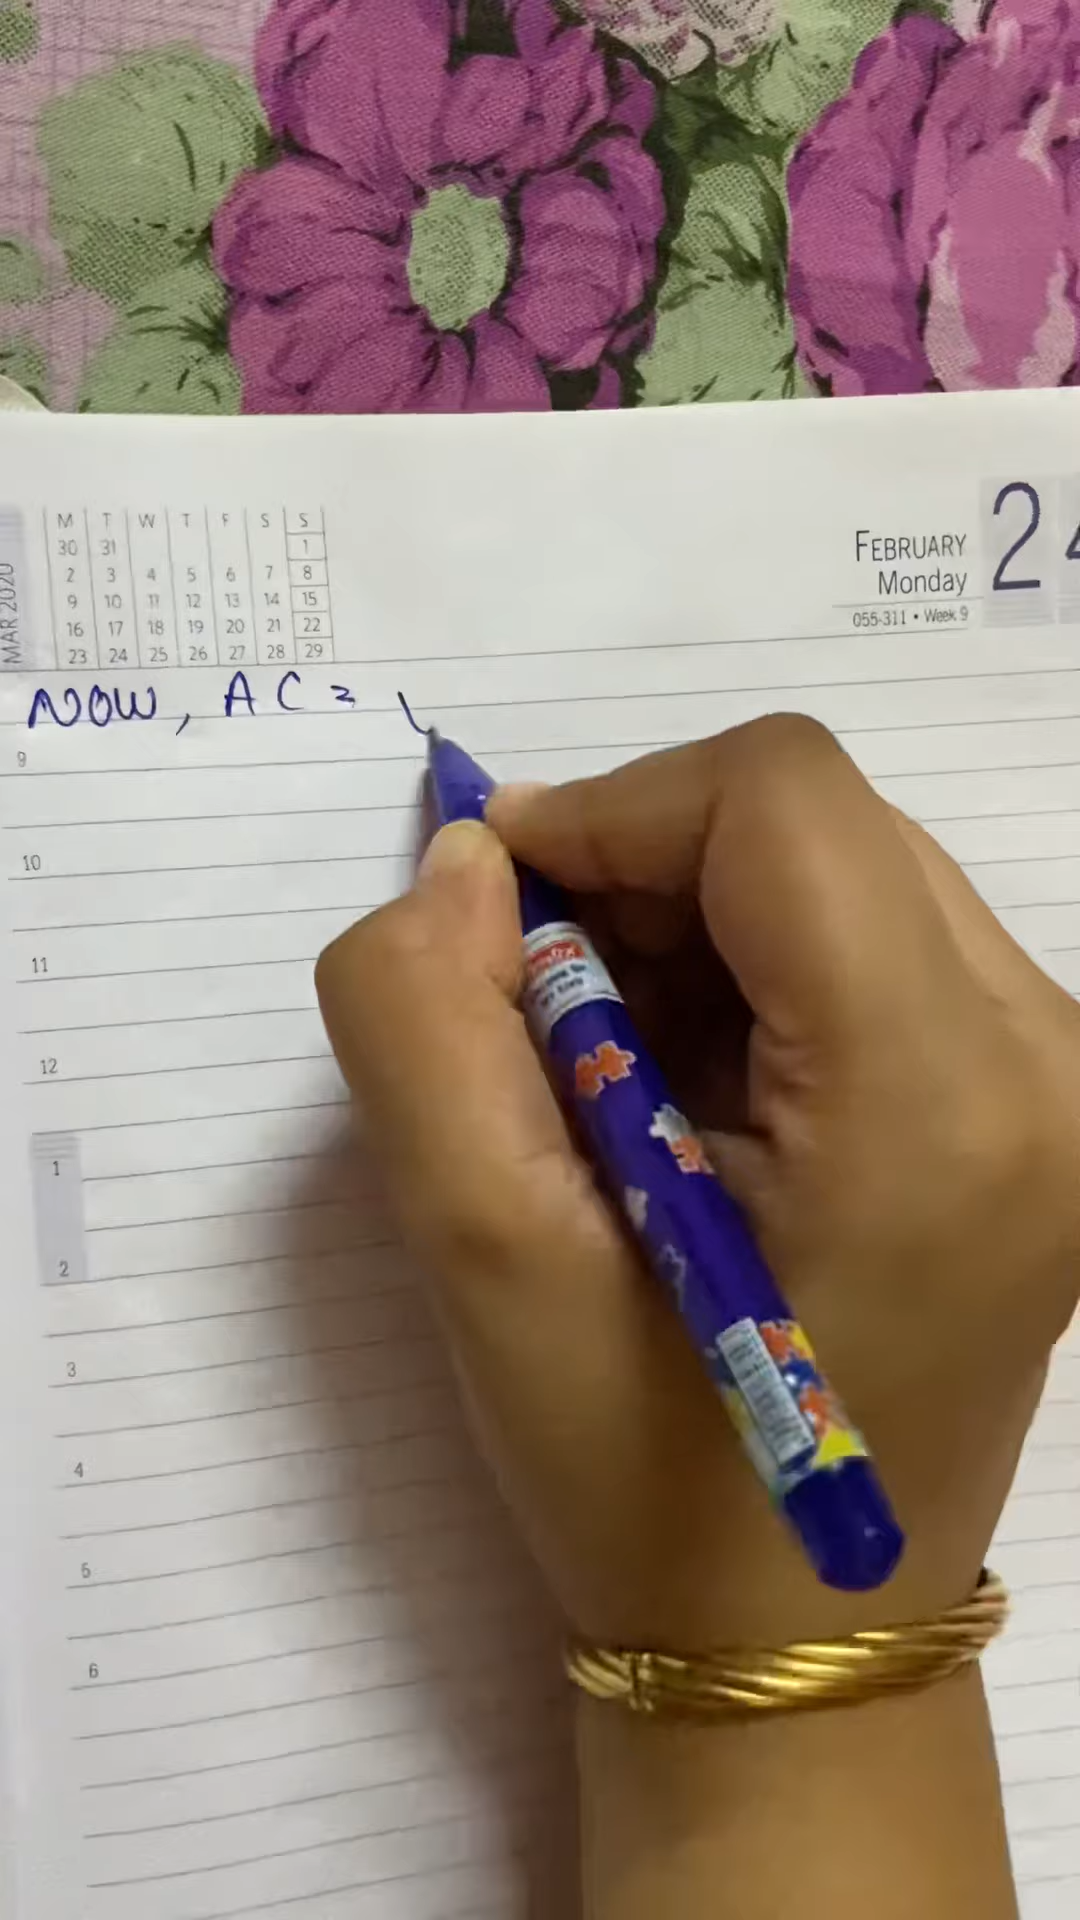 MAR 2020
M T W T F S S
30 31 1
2 3 4 5 6 7 8
9 10 11 12 13 14 15
16 17 18 19 20 21 22
23 24 25 26 27 28 29
FEBRUARY
Monday
055-311 • Week 9
2
NOW, AC =
9
10
11
12
1
2
3
4
5
6